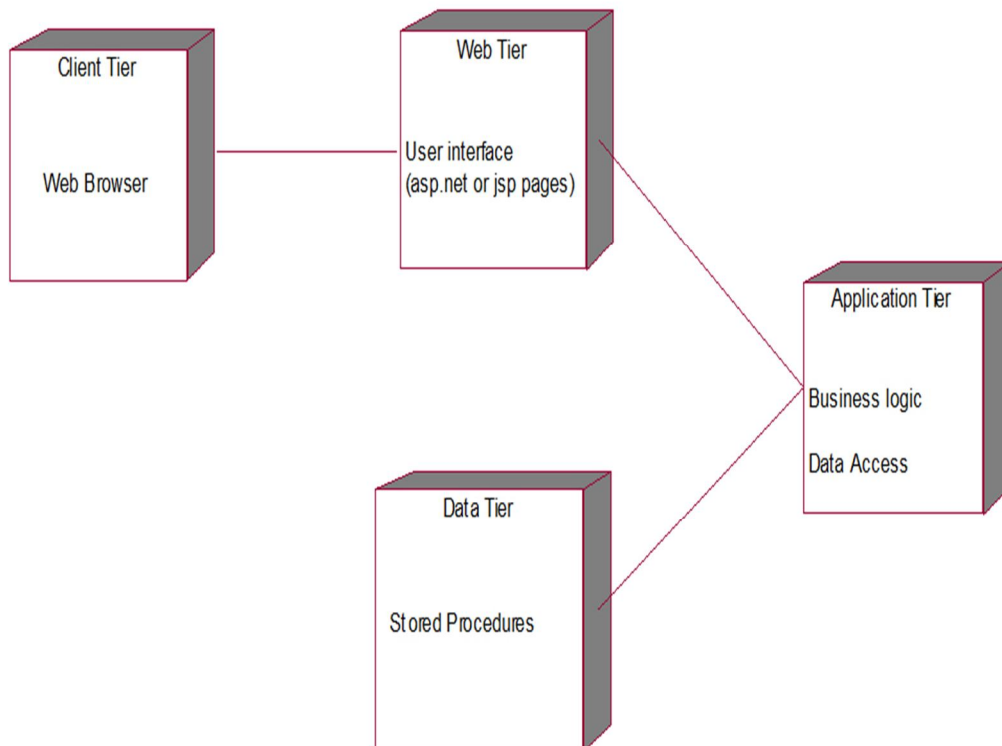 Client Tier
Web Browser
Web Tier
User interface
(asp.net or jsp pages)
Application Tier
Business logic
Data Access
Data Tier
Stored Procedures